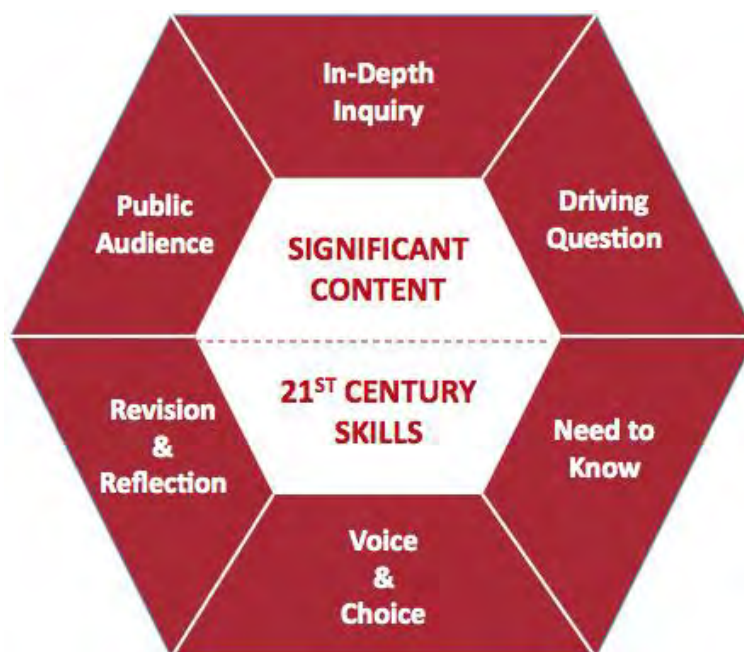 In-Depth
Inquiry
Driving
Question
Need to
Know
Voice
&
Choice
Revision
&
Reflection
Public
Audience
SIGNIFICANT
CONTENT
21ST CENTURY
SKILLS